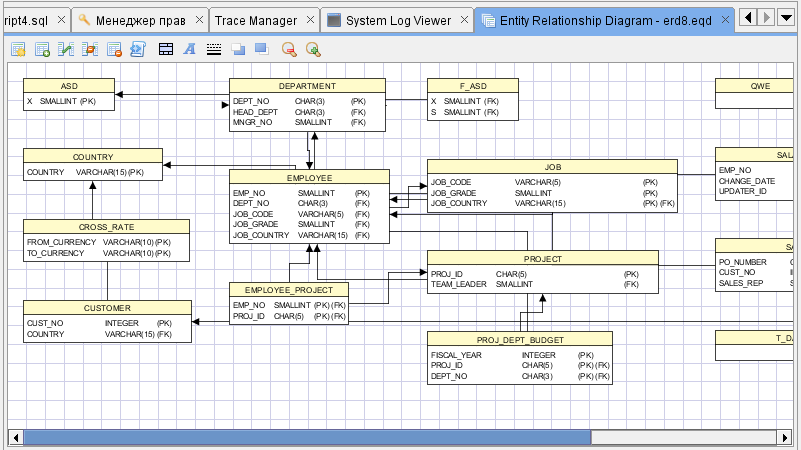 ript4.sql
Менеджер прав
Trace Manager
System Log Viewer
Entity Relationship Diagram - erd8.eqd
ASD
X SMALLINT (PK)
DEPARTMENT
DEPT_NO CHAR(3) (PK)
HEAD_DEPT CHAR(3) (FK)
MNGR_NO SMALLINT (FK)
F_ASD
X SMALLINT (FK)
S SMALLINT (FK)
QWE
COUNTRY
COUNTRY VARCHAR(15) (PK)
EMPLOYEE
EMP_NO SMALLINT (PK)
DEPT_NO CHAR(3) (FK)
JOB_CODE VARCHAR(5) (FK)
JOB_GRADE SMALLINT (FK)
JOB_COUNTRY VARCHAR(15) (FK)
JOB
JOB_CODE VARCHAR(5) (PK)
JOB_GRADE SMALLINT (PK)
JOB_COUNTRY VARCHAR(15) (PK) (FK)
SAL
EMP_NO
CHANGE_DATE
UPDATER_ID
CROSS_RATE
FROM_CURRENCY VARCHAR(10) (PK)
TO_CURRENCY VARCHAR(10) (PK)
PROJECT
PROJ_ID CHAR(5) (PK)
TEAM_LEADER SMALLINT (FK)
SA
PO_NUMBER
CUST_NO
SALES_REP
EMPLOYEE_PROJECT
EMP_NO SMALLINT (PK) (FK)
PROJ_ID CHAR(5) (PK) (FK)
CUSTOMER
CUST_NO INTEGER (PK)
COUNTRY VARCHAR(15) (FK)
PROJ_DEPT_BUDGET
FISCAL_YEAR INTEGER (PK)
PROJ_ID CHAR(5) (PK) (FK)
DEPT_NO CHAR(3) (PK) (FK)
T_DA